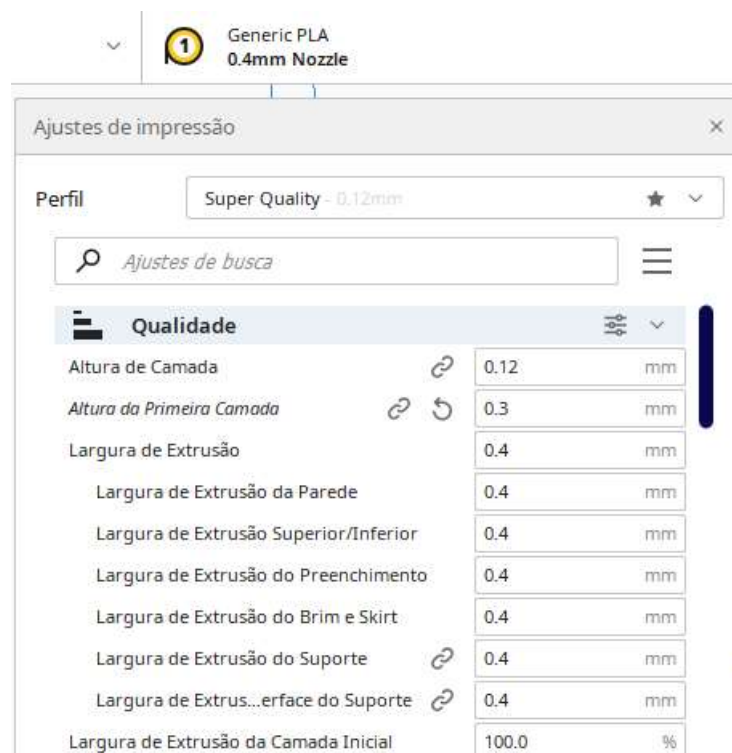 1
Generic PLA
0.4mm Nozzle
Ajustes de impressão
Perfil
Super Quality - 0.12mm
Ajustes de busca
Qualidade
Altura de Camada 0.12 mm
Altura da Primeira Camada 0.3 mm
Largura de Extrusão 0.4 mm
Largura de Extrusão da Parede 0.4 mm
Largura de Extrusão Superior/Inferior 0.4 mm
Largura de Extrusão do Preenchimento 0.4 mm
Largura de Extrusão do Brim e Skirt 0.4 mm
Largura de Extrusão do Suporte 0.4 mm
Largura de Extrus...erface do Suporte 0.4 mm
Largura de Extrusão da Camada Inicial 100.0 %